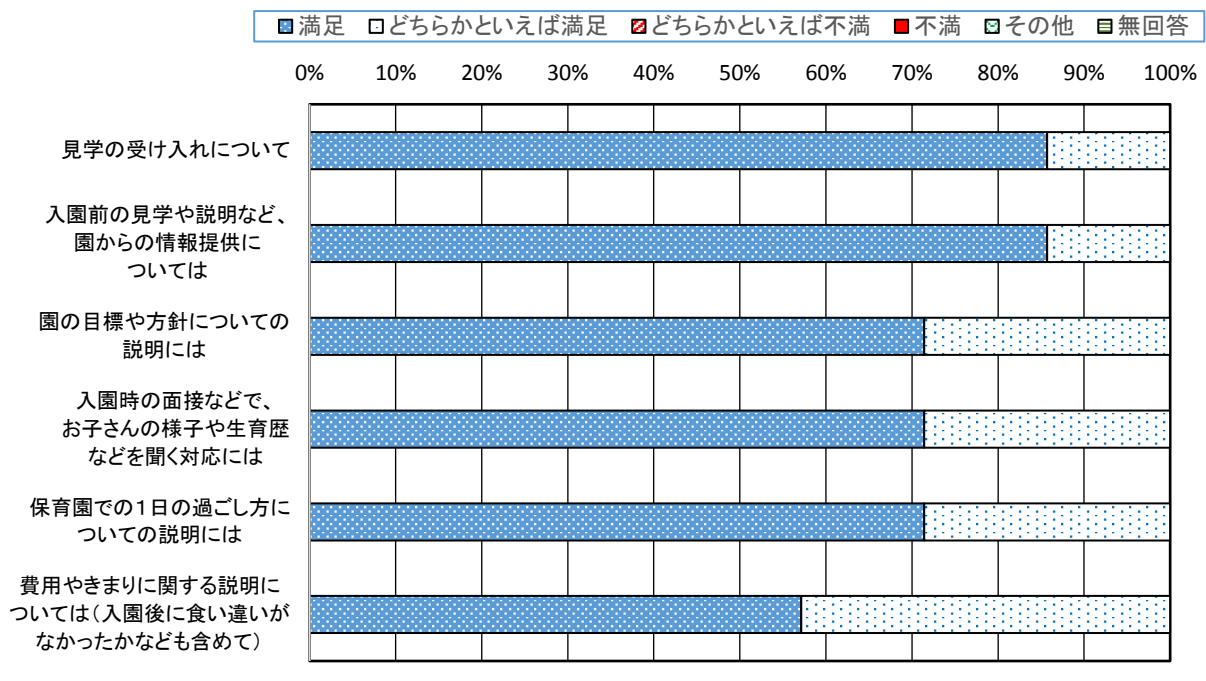 満足 どちらかといえば満足 どちらかといえば不満 不満 その他 無回答
0% 10% 20% 30% 40% 50% 60% 70% 80% 90% 100%
見学の受け入れについて
入園前の見学や説明など、
園からの情報提供に
ついては
園の目標や方針についての
説明には
入園時の面接などで、
お子さんの様子や生育歴
などを聞く対応には
保育園での１日の過ごし方に
ついての説明には
費用やきまりに関する説明に
ついては（入園後に食い違いが
なかったかなども含めて）